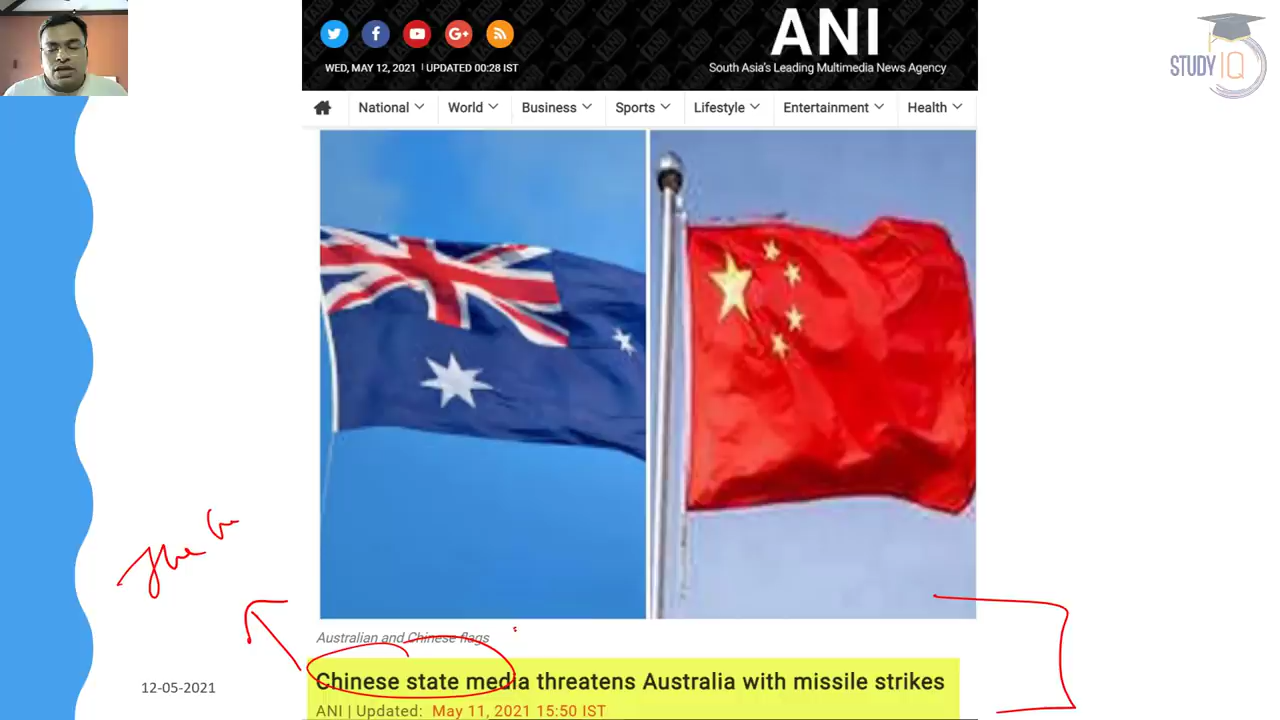 ANI
South Asia's Leading Multimedia News Agency
WED, MAY 12, 2021 | UPDATED 00:28 IST
STUDY IQ
National
World
Business
Sports
Lifestyle
Entertainment
Health
Australian and Chinese flags
The
Chinese state media threatens Australia with missile strikes
12-05-2021
ANI | Updated: May 11, 2021 15:50 IST